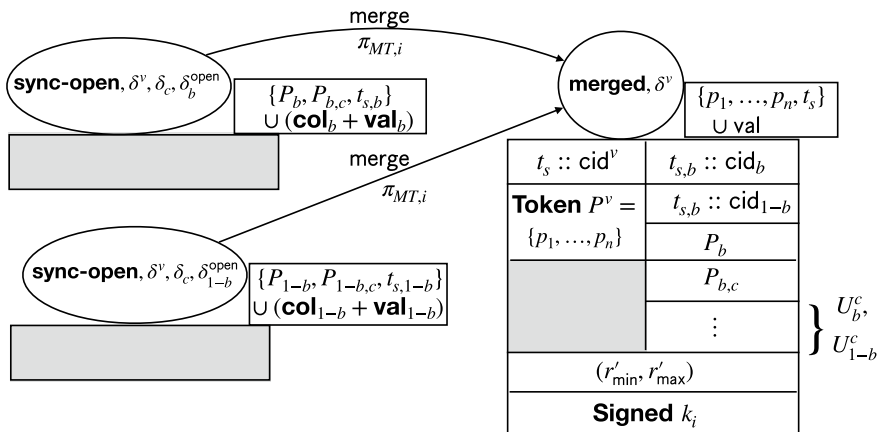 merge
π_{MT,i}
sync-open, δ^v, δ_c, δ_b^{open}
{P_b, P_{b,c}, t_{s,b}}
∪ (col_b + val_b)
merged, δ^v
{p_1, …, p_n, t_s}
∪ val
merge
π_{MT,i}
sync-open, δ^v, δ_c, δ_{1−b}^{open}
{P_{1−b}, P_{1−b,c}, t_{s,1−b}}
∪ (col_{1−b} + val_{1−b})
t_s :: cid^v
t_{s,b} :: cid_b
Token P^v =
{p_1, …, p_n}
t_{s,b} :: cid_{1−b}
P_b
P_{b,c}
⋮
} U_b^c,
U_{1−b}^c
(r′_{min}, r′_{max})
Signed k_i